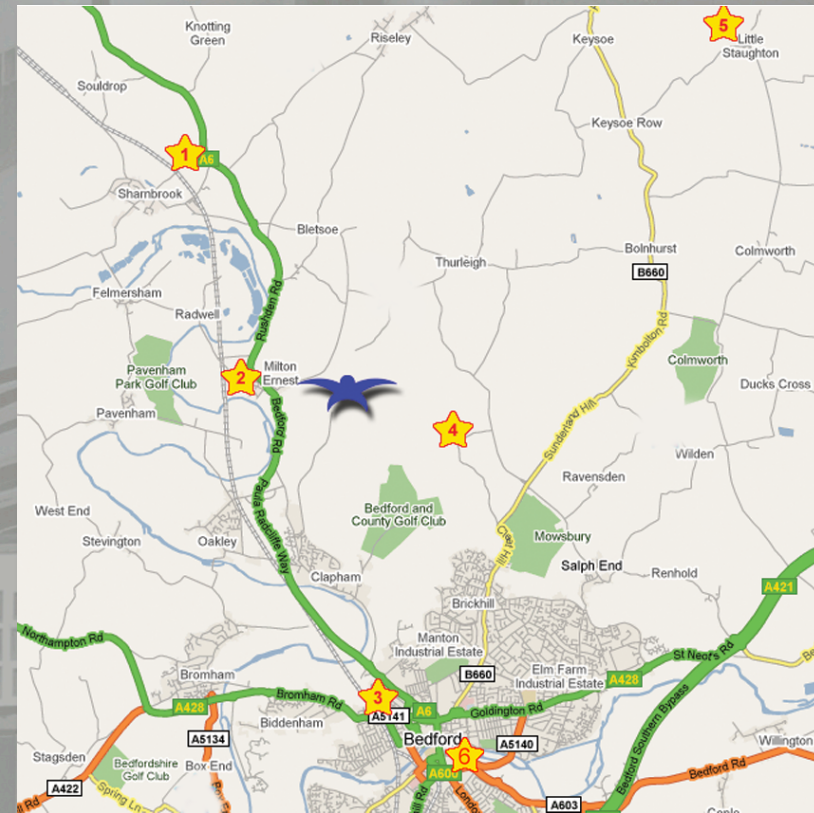 Knotting
Green
Riseley
Keysoe
5
Little
Staughton
Souldrop
Keysoe Row
1
A6
Sharnbrook
Bletsoe
Bolnhurst
Colmworth
Thurleigh
B660
Felmersham
Rushden Rd
Radwell
Kimbolton Rd
Colmworth
Pavenham
Park Golf Club
2
Milton
Ernest
Ducks Cross
Pavenham
Bedford Rd
Sunderland Hill
4
Wilden
Ravensden
Paula Radcliffe Way
West End
Bedford and
County Golf Club
Stevington
Oakley
Cleat Hill
Mowsbury
Salph End
Clapham
Renhold
A421
Brickhill
Northampton Rd
Manton
Industrial Estate
St Neot's Rd
Bromham
B660
Elm Farm
Industrial Estate
A428
A428
Bromham Rd
3
A5141
A6
Goldington Rd
Biddenham
Bedford
A5134
A5140
Bedford Southern Bypass
Willington
Stagsden
Bedfordshire
Golf Club
Box End
6
A600
Bedford Rd
A422
Spring Ln
A603